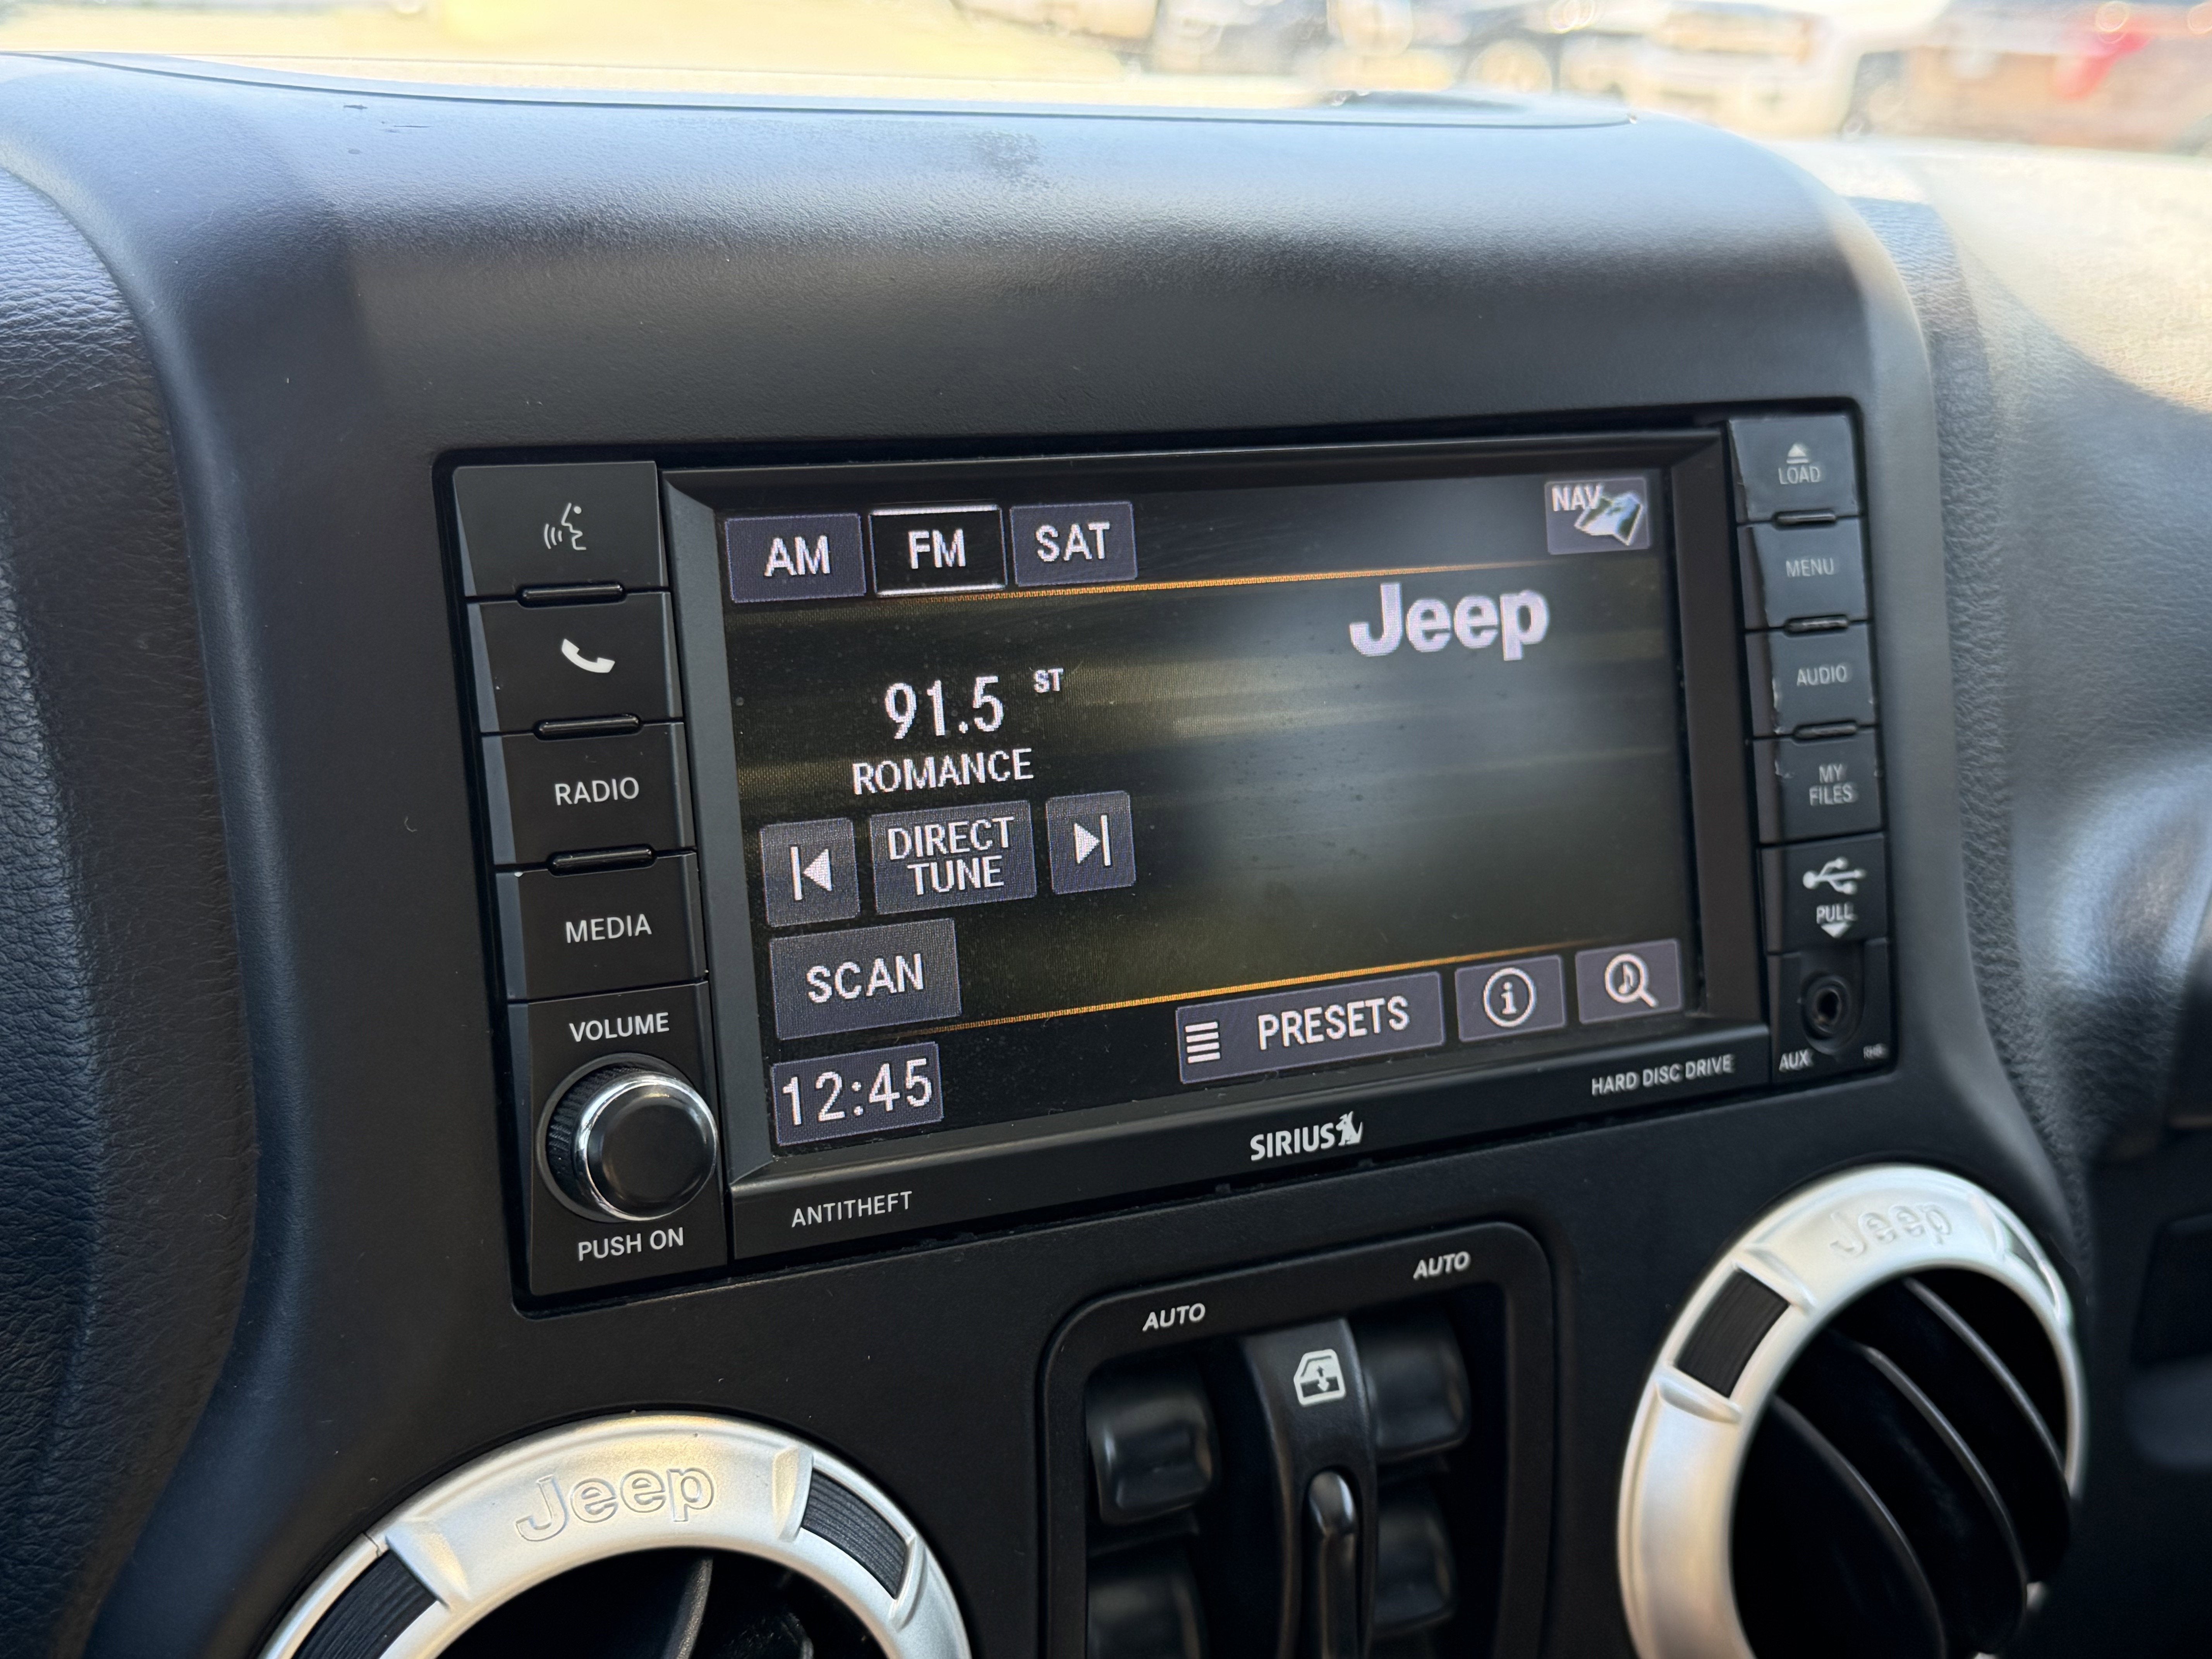 AM
FM
SAT
NAV
Jeep
91.5 ST
ROMANCE
DIRECT
TUNE
SCAN
12:45
PRESETS
RADIO
MEDIA
VOLUME
PUSH ON
LOAD
MENU
AUDIO
MY
FILES
PULL
AUX
HARD DISC DRIVE
SIRIUS
ANTITHEFT
AUTO
AUTO
Jeep
Jeep